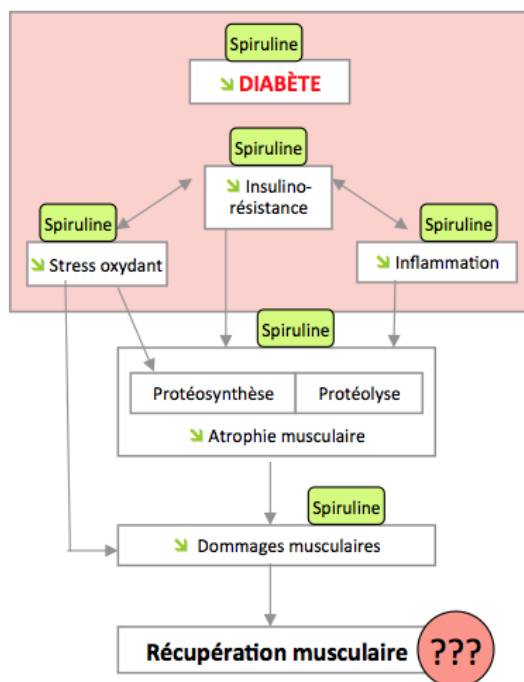 Spiruline
↘ DIABÈTE
Spiruline
↘ Insulino-
résistance
Spiruline
↘ Stress oxydant
Spiruline
↘ Inflammation
Spiruline
Protéosynthèse
Protéolyse
↘ Atrophie musculaire
Spiruline
↘ Dommages musculaires
Récupération musculaire
???